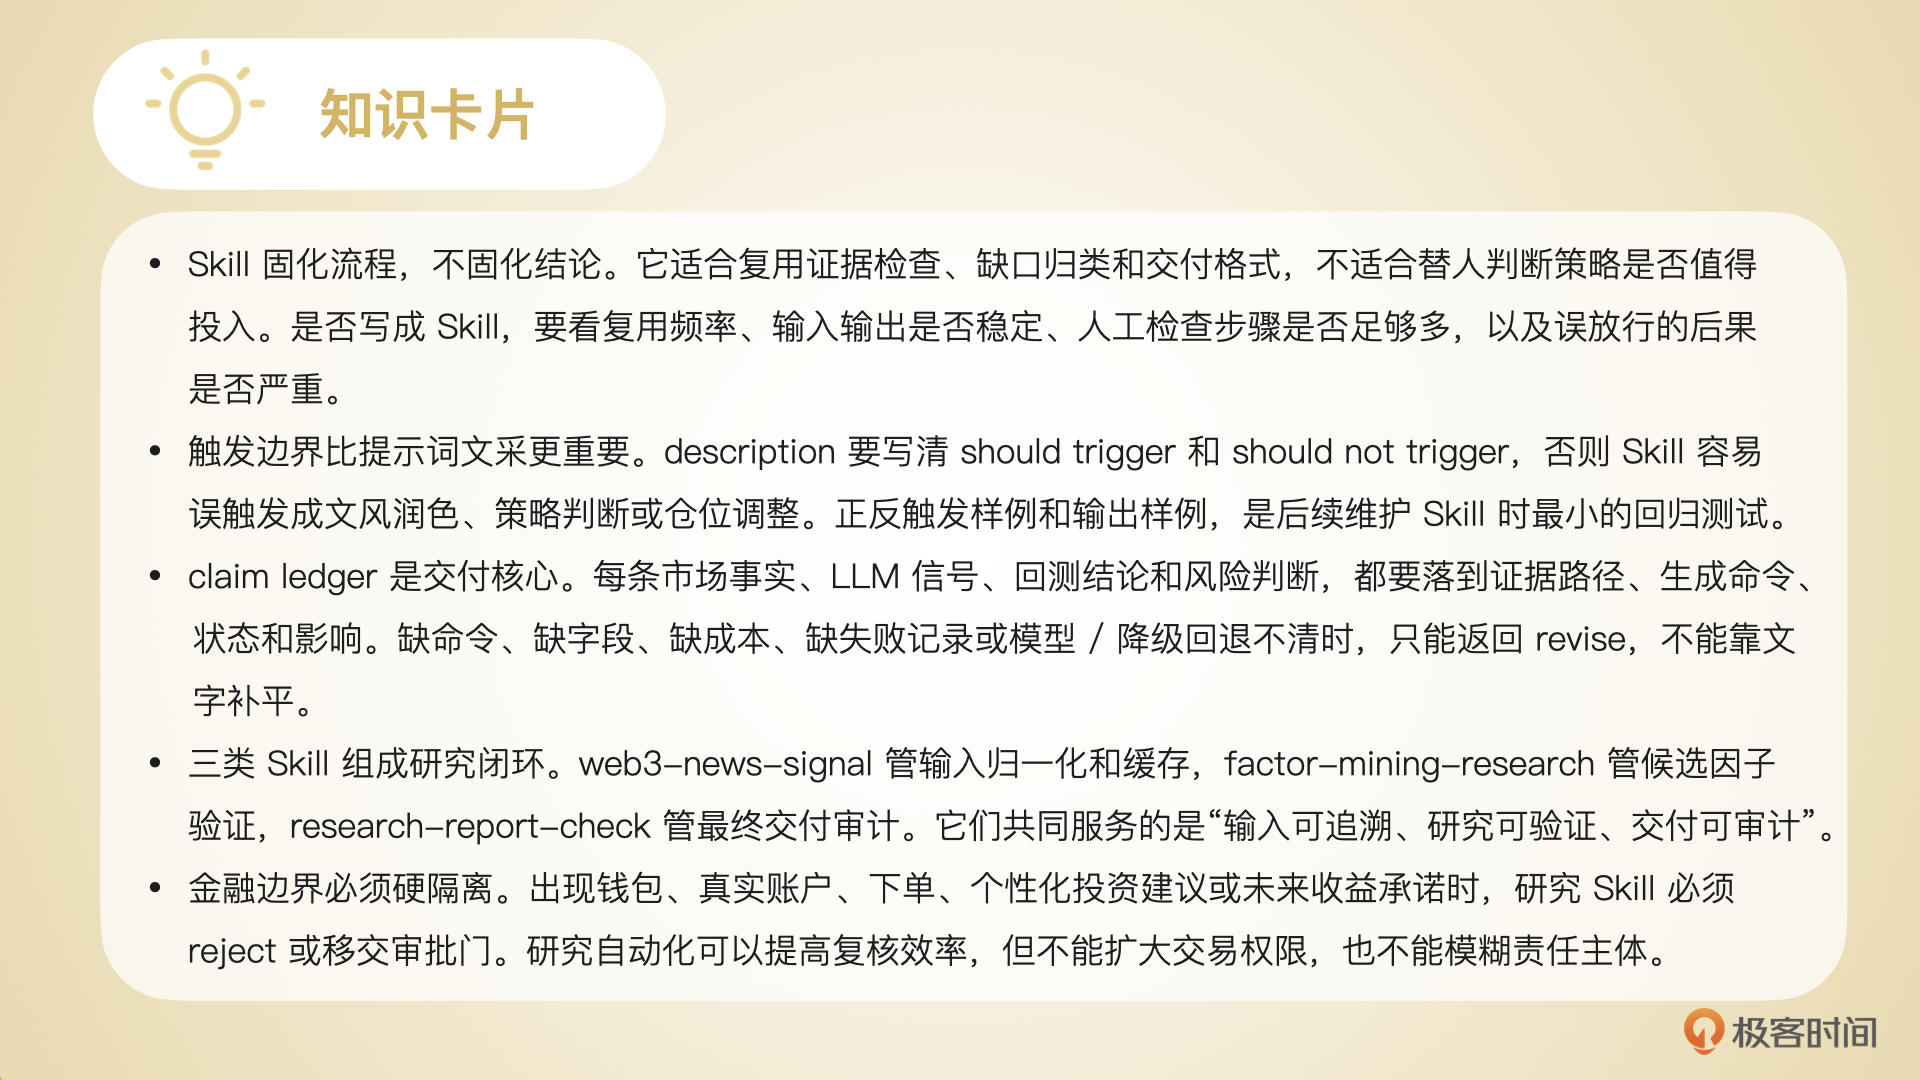 知识卡片
• Skill 固化流程，不固化结论。它适合复用证据检查、缺口归类和交付格式，不适合替人判断策略是否值得
投入。是否写成 Skill，要看复用频率、输入输出是否稳定、人工检查步骤是否足够多，以及误放行的后果
是否严重。
• 触发边界比提示词文采更重要。description 要写清 should trigger 和 should not trigger，否则 Skill 容易
误触发成文风润色、策略判断或仓位调整。正反触发样例和输出样例，是后续维护 Skill 时最小的回归测试。
• claim ledger 是交付核心。每条市场事实、LLM 信号、回测结论和风险判断，都要落到证据路径、生成命令、
状态和影响。缺命令、缺字段、缺成本、缺失败记录或模型 / 降级回退不清时，只能返回 revise，不能靠文
字补平。
• 三类 Skill 组成研究闭环。web3-news-signal 管输入归一化和缓存，factor-mining-research 管候选因子
验证，research-report-check 管最终交付审计。它们共同服务的是“输入可追溯、研究可验证、交付可审计”。
• 金融边界必须硬隔离。出现钱包、真实账户、下单、个性化投资建议或未来收益承诺时，研究 Skill 必须
reject 或移交审批门。研究自动化可以提高复核效率，但不能扩大交易权限，也不能模糊责任主体。
极客时间